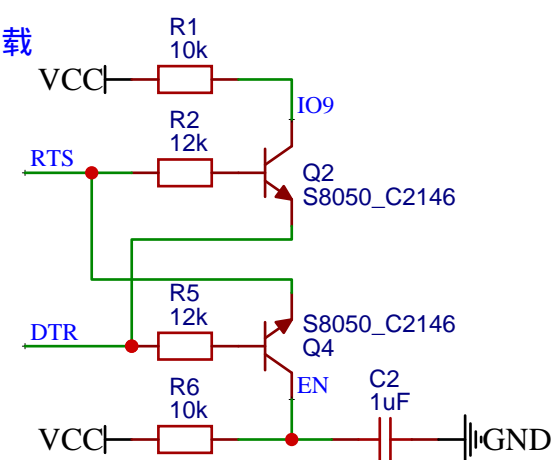 载
R1
10k
VCC
IO9
R2
12k
RTS
Q2
S8050_C2146
R5
12k
S8050_C2146
Q4
DTR
EN
R6
10k
C2
1uF
VCC
GND